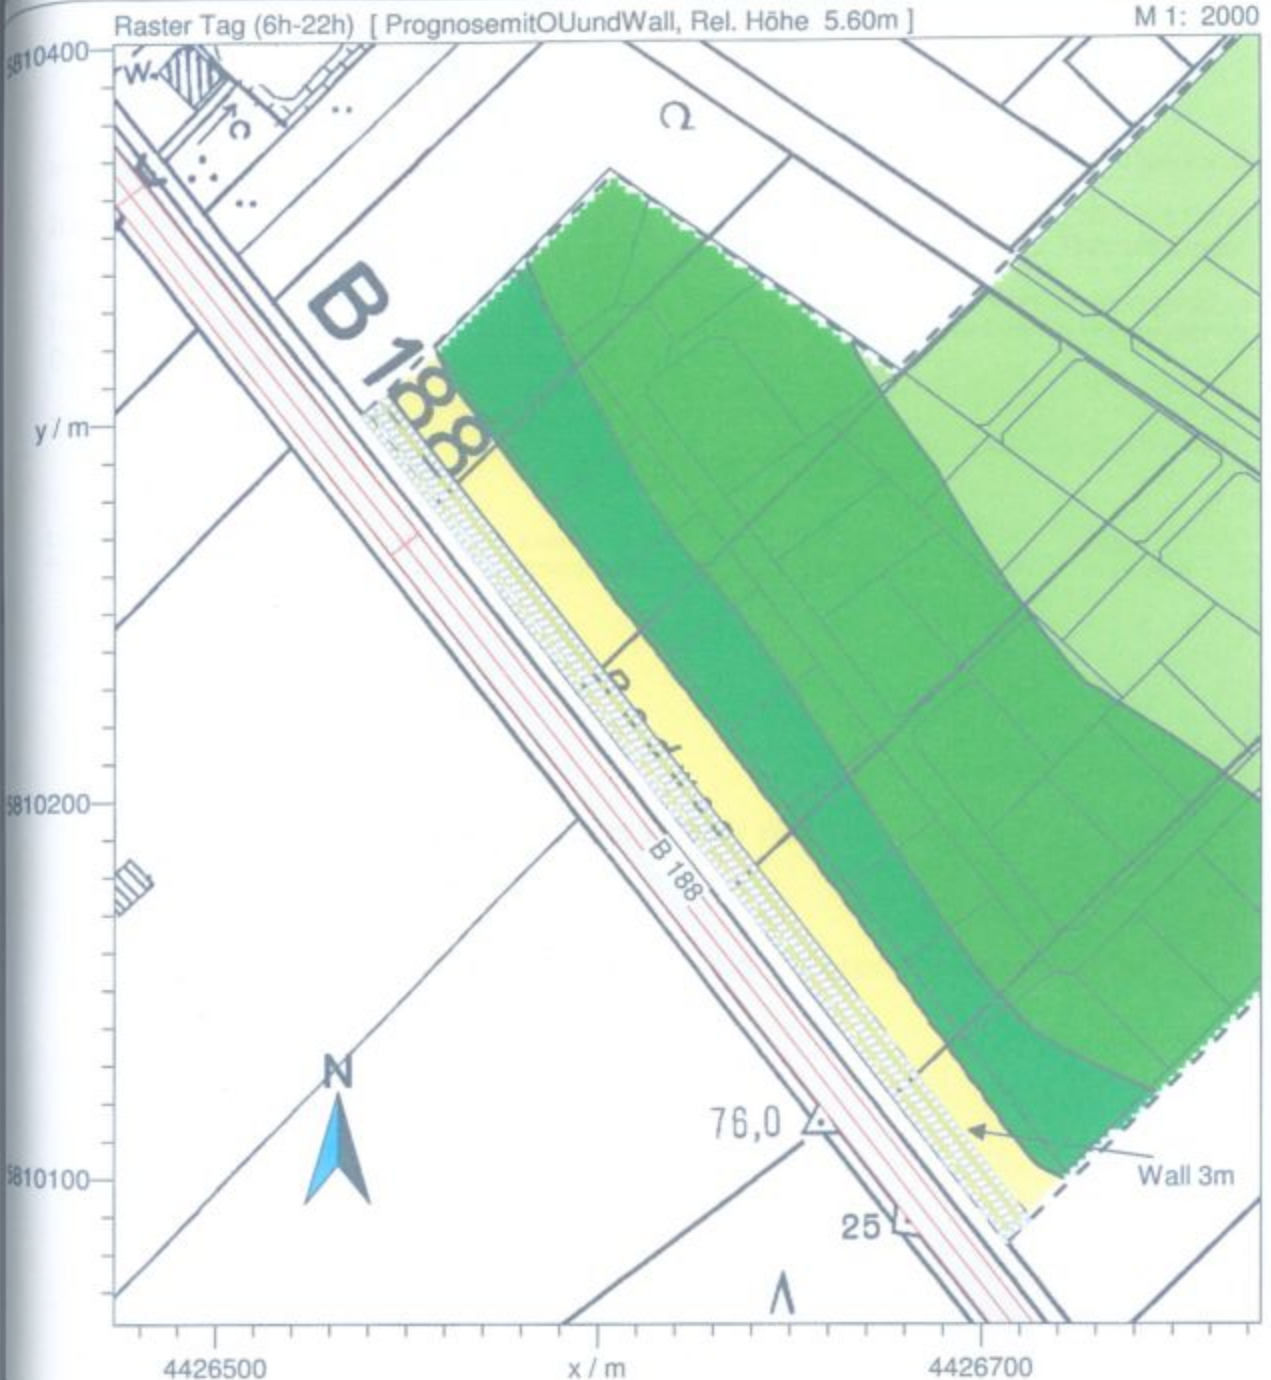 Raster Tag (6h-22h) [ PrognosemitOUundWall, Rel. Höhe 5.60m ]
M 1: 2000
5810400
W
C
Ω
B 188
y / m
5810200
B 188
N
76,0
Wall 3m
5810100
25
4426500
x / m
4426700